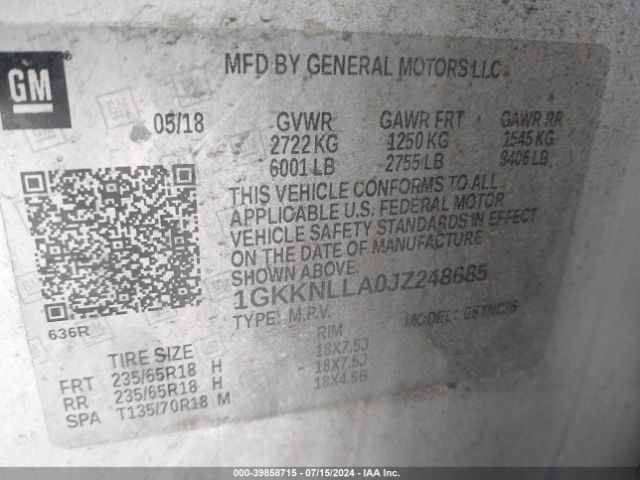 GM
MFD BY GENERAL MOTORS LLC
05/18 GVWR GAWR FRT GAWR RR
2722 KG 1250 KG 1545 KG
6001 LB 2755 LB 3406 LB
THIS VEHICLE CONFORMS TO ALL
APPLICABLE U.S. FEDERAL MOTOR
VEHICLE SAFETY STANDARDS IN EFFECT
ON THE DATE OF MANUFACTURE
SHOWN ABOVE.
1GKKNLLA0JZ248685
636R TYPE: M.P.V. MODEL:
TIRE SIZE RIM
FRT 235/65R18 H 18X7.5J
RR 235/65R18 H 18X7.5J
SPA T135/70R18 M 18X4.5B
000-39858715 - 07/15/2024 - IAA Inc.